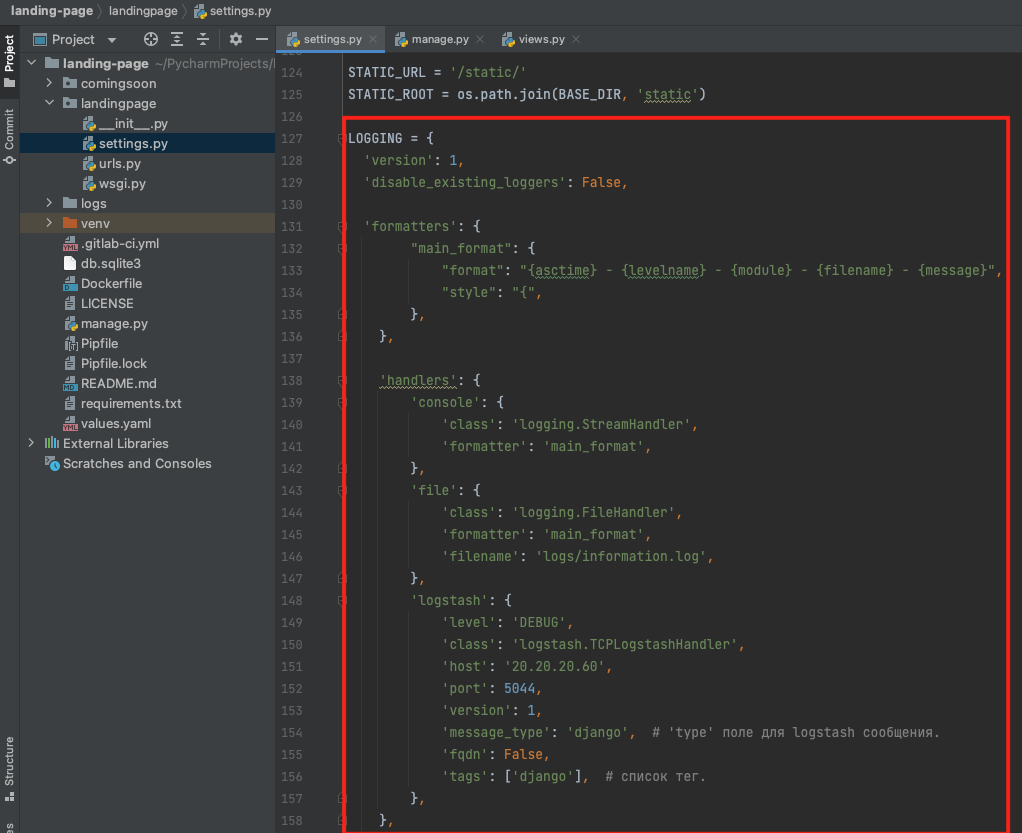 landing-page landingpage settings.py
Project
settings.py
manage.py
views.py
Project
Commit
Structure
landing-page ~/PycharmProjects/
comingsoon
landingpage
__init__.py
settings.py
urls.py
wsgi.py
logs
venv
.gitlab-ci.yml
db.sqlite3
Dockerfile
LICENSE
manage.py
Pipfile
Pipfile.lock
README.md
requirements.txt
values.yaml
External Libraries
Scratches and Consoles
124 STATIC_URL = '/static/'
125 STATIC_ROOT = os.path.join(BASE_DIR, 'static')
126
127 LOGGING = {
128 'version': 1,
129 'disable_existing_loggers': False,
130
131 'formatters': {
132 "main_format": {
133 "format": "{asctime} - {levelname} - {module} - {filename} - {message}",
134 "style": "{",
135 },
136 },
137
138 'handlers': {
139 'console': {
140 'class': 'logging.StreamHandler',
141 'formatter': 'main_format',
142 },
143 'file': {
144 'class': 'logging.FileHandler',
145 'formatter': 'main_format',
146 'filename': 'logs/information.log',
147 },
148 'logstash': {
149 'level': 'DEBUG',
150 'class': 'logstash.TCPLogstashHandler',
151 'host': '20.20.20.60',
152 'port': 5044,
153 'version': 1,
154 'message_type': 'django', # 'type' поле для logstash сообщения.
155 'fqdn': False,
156 'tags': ['django'], # список тег.
157 },
158 },